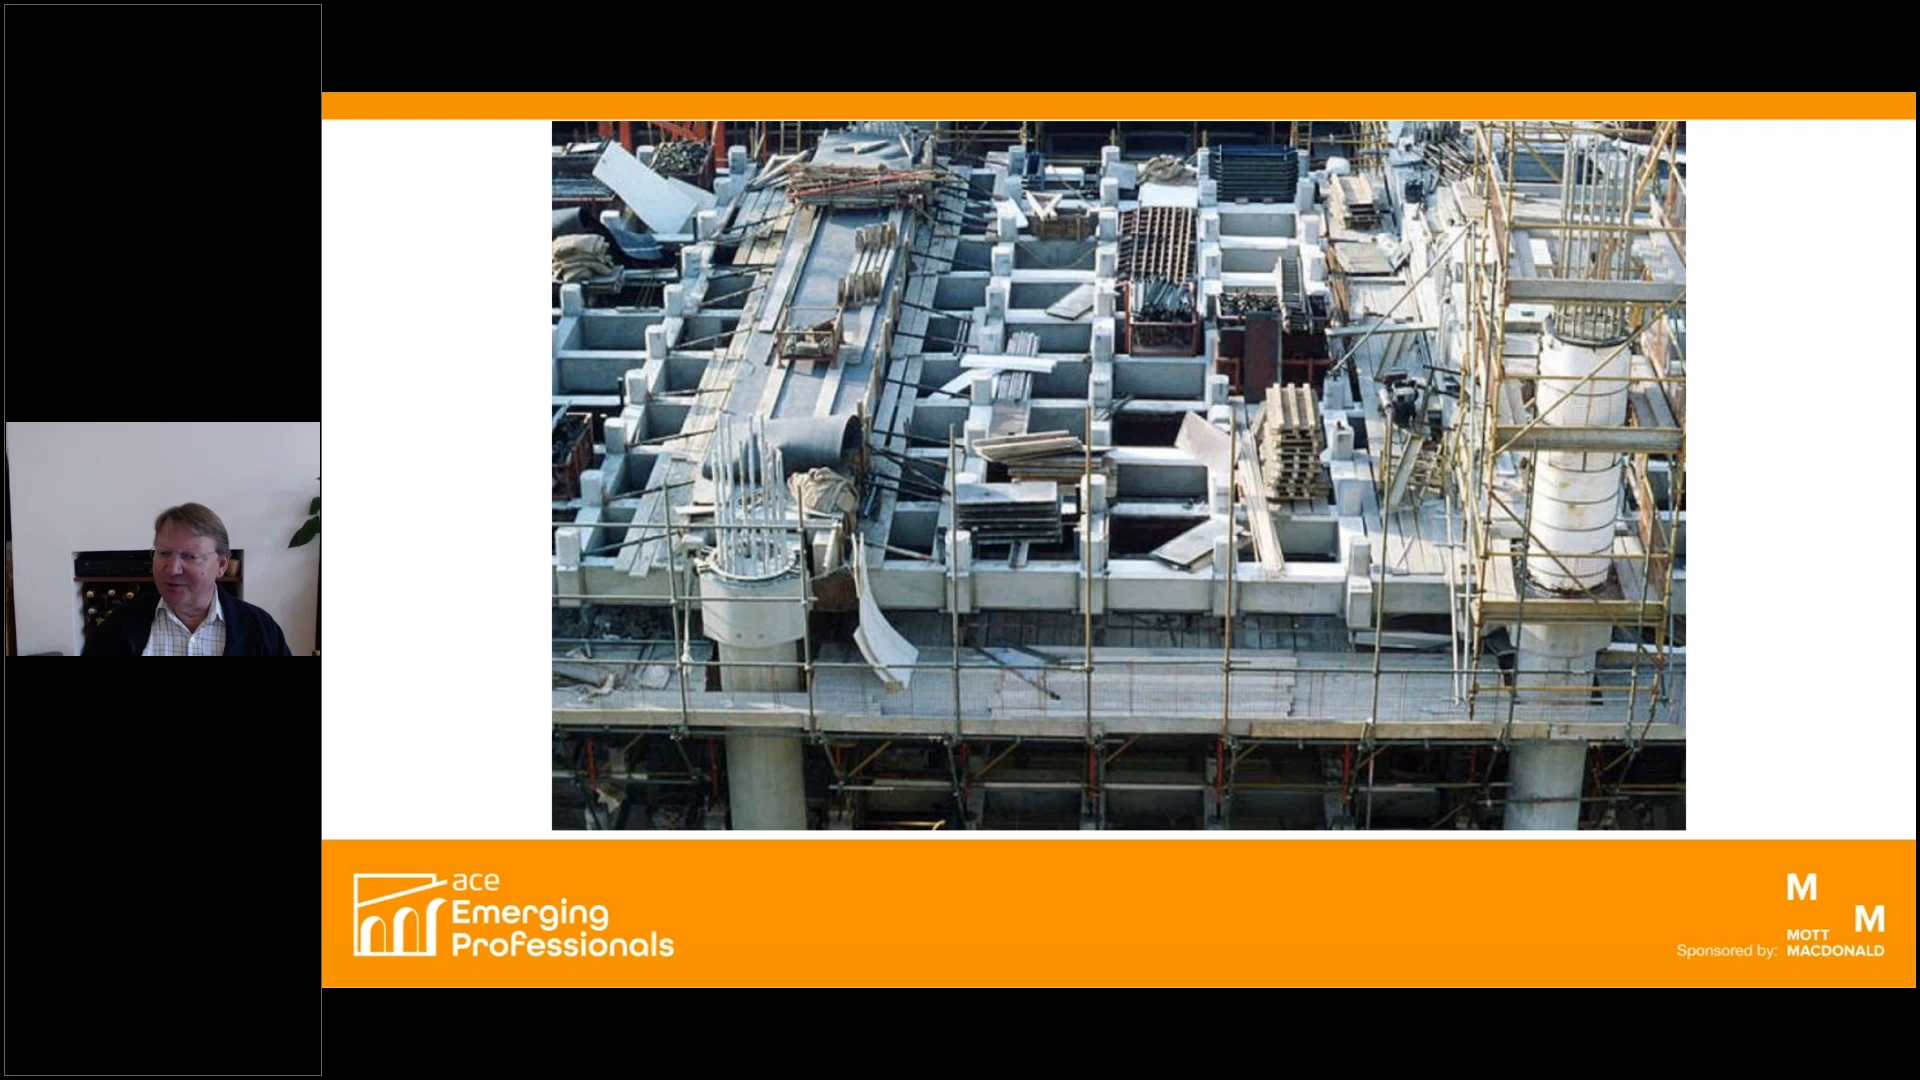 ace
Emerging
Professionals
M
M
Sponsored by: MOTT
MACDONALD